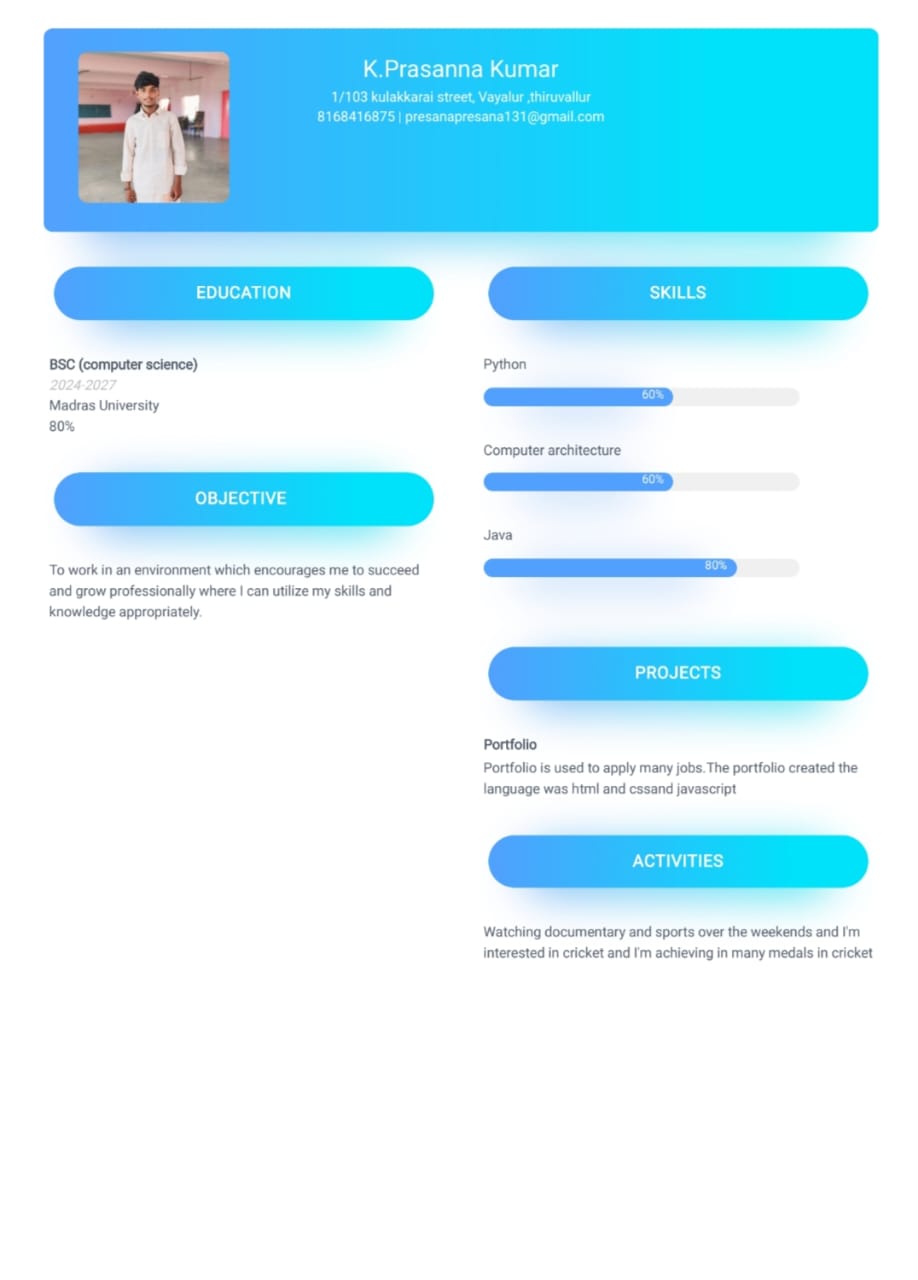 K.Prasanna Kumar
1/103 kulakkarai street, Vayalur ,thiruvallur
8168416875 | presanapresana131@gmail.com
EDUCATION
BSC (computer science)
2024-2027
Madras University
80%
OBJECTIVE
To work in an environment which encourages me to succeed
and grow professionally where I can utilize my skills and
knowledge appropriately.
SKILLS
Python
60%
Computer architecture
60%
Java
80%
PROJECTS
Portfolio
Portfolio is used to apply many jobs.The portfolio created the
language was html and cssand javascript
ACTIVITIES
Watching documentary and sports over the weekends and I'm
interested in cricket and I'm achieving in many medals in cricket